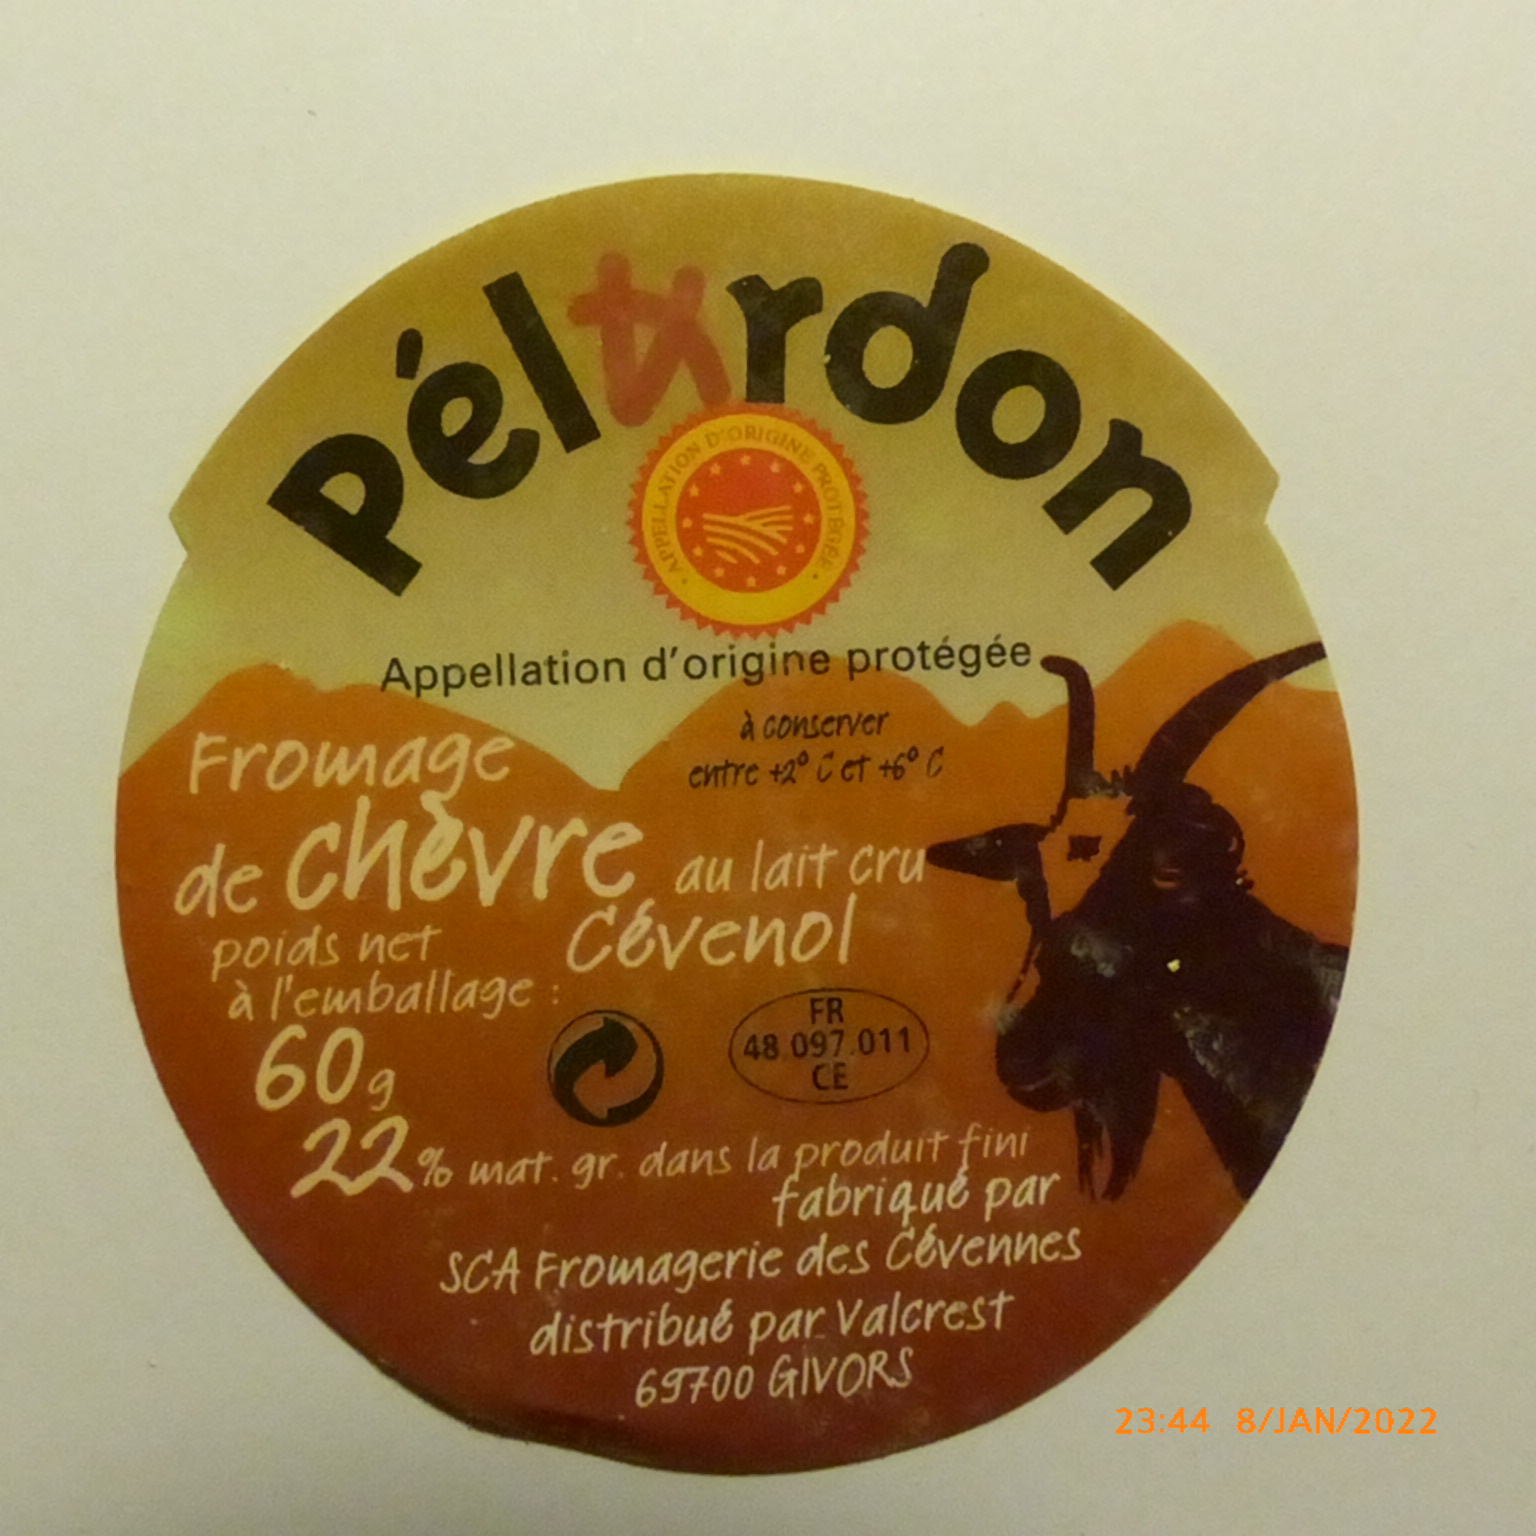 Pélardon
APPELLATION D'ORIGINE PROTÉGÉE
Appellation d'origine protégée
à conserver
entre +2° C et +6° C
Fromage
de chèvre au lait cru
Cévenol
poids net
à l'emballage :
60g
FR
48.097.011
CE
22% mat. gr. dans la produit fini
fabriqué par
SCA Fromagerie des Cévennes
distribué par Valcrest
69700 GIVORS
23:44 8/JAN/2022